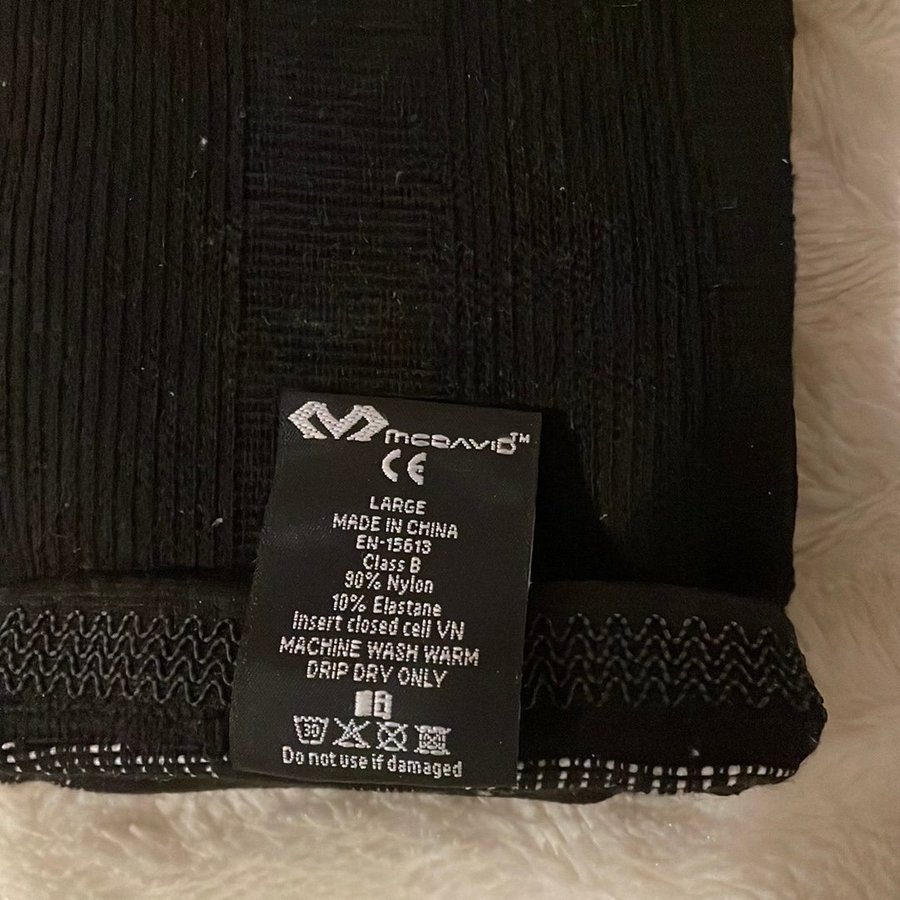 McDAVID™
CE
LARGE
MADE IN CHINA
EN-15613
Class B
90% Nylon
10% Elastane
Insert closed cell VN
MACHINE WASH WARM
DRIP DRY ONLY
30
Do not use if damaged